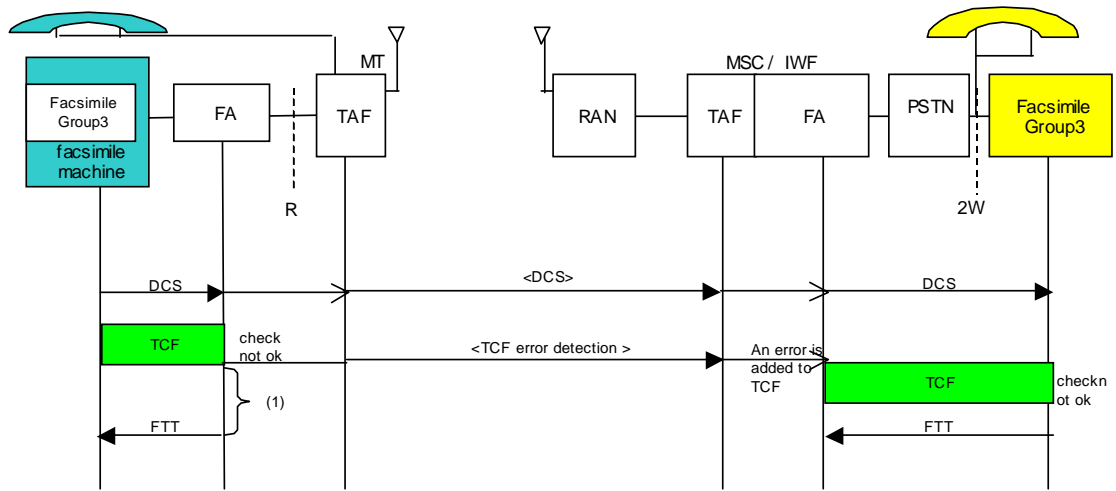 MT
MSC / IWF
Facsimile
Group3
facsimile
machine
FA
TAF
RAN
TAF
FA
PSTN
Facsimile
Group3
R
2W
DCS
<DCS>
DCS
TCF
check
not ok
<TCF error detection >
An error is
added to
TCF
TCF
checkn
ot ok
(1)
FTT
FTT